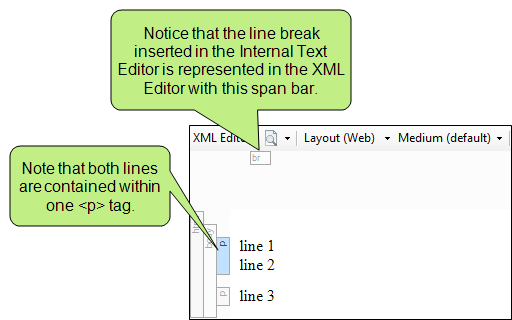 Notice that the line break
inserted in the Internal Text
Editor is represented in the XML
Editor with this span bar.
XML Edit Layout (Web) Medium (default)
br
Note that both lines
are contained within
one <p> tag.
p line 1
line 2
p line 3